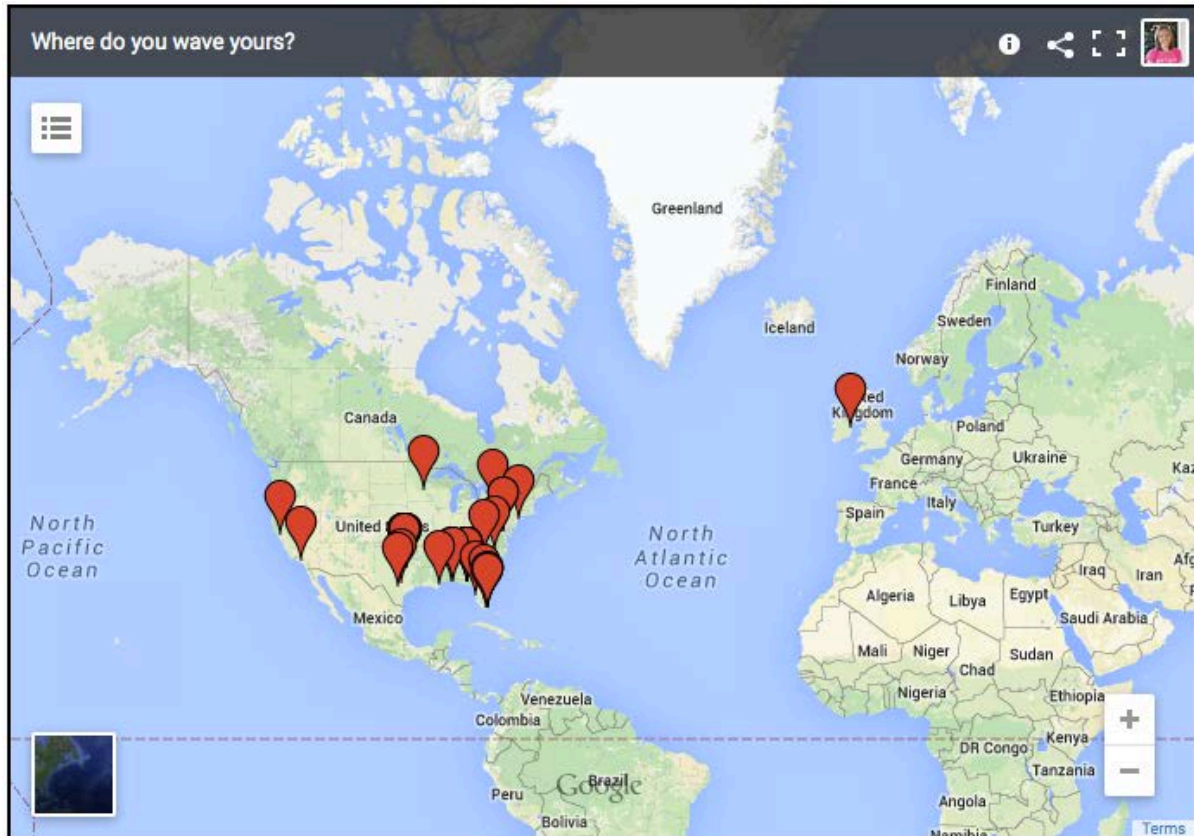 Where do you wave yours?
Greenland
Finland
Iceland
Sweden
Norway
Canada
Kingdom
Poland
Germany
Ukraine
France
Italy
Spain
Turkey
North
Pacific
Ocean
United
North
Atlantic
Ocean
Iraq
Iran
Algeria
Libya
Egypt
Saudi Arabia
Mexico
Mali
Niger
Chad
Sudan
Nigeria
Ethiopia
Venezuela
Colombia
DR Congo
Kenya
Tanzania
Google
Brazil
Peru
Bolivia
Angola
Terms